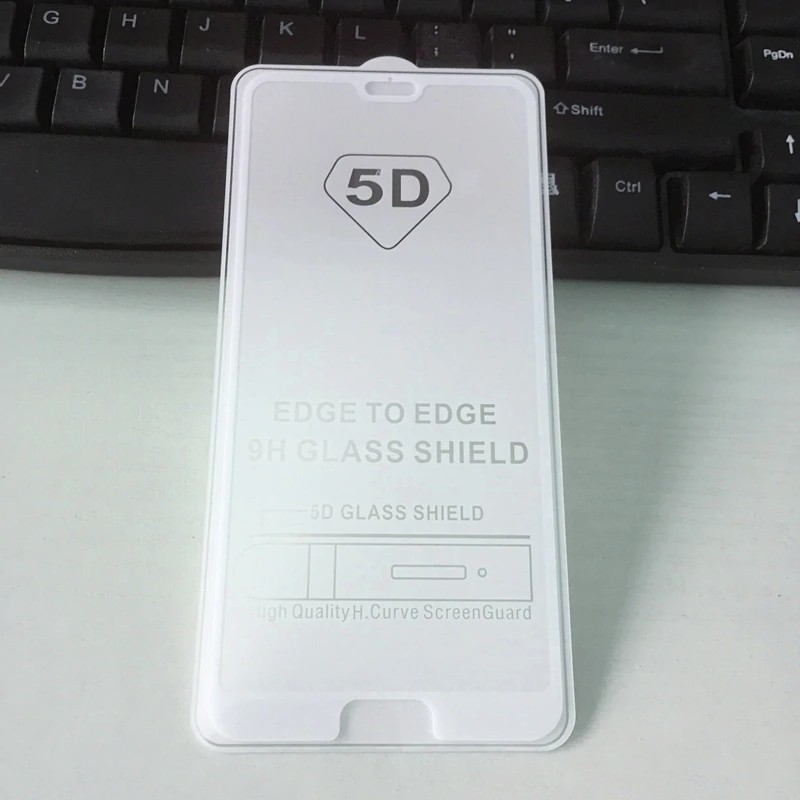 G H J K L : ; " ' Enter PgDn
V B N Shift
Ctrl
5D
EDGE TO EDGE
9H GLASS SHIELD
5D GLASS SHIELD
Quality H.Curve ScreenGuard